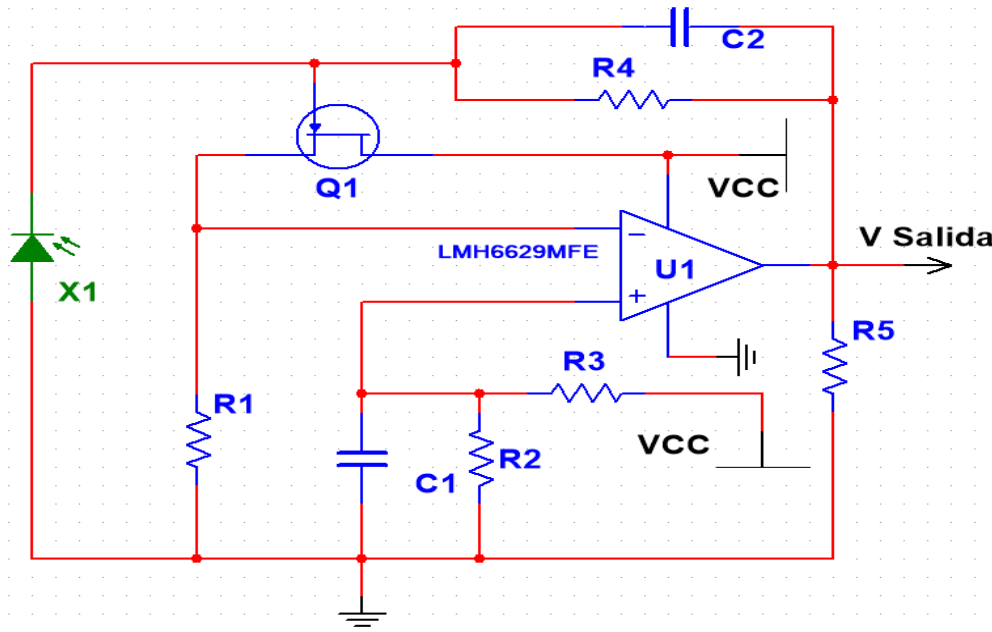 C2
R4
Q1
VCC
V Salida
LMH6629MFE
U1
X1
R5
R3
R1
VCC
R2
C1